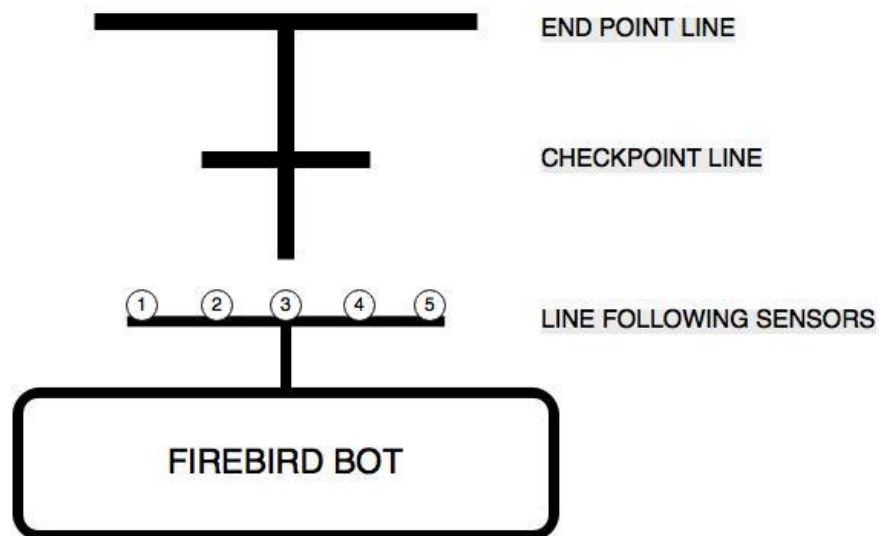 END POINT LINE
CHECKPOINT LINE
1 2 3 4 5
LINE FOLLOWING SENSORS
FIREBIRD BOT